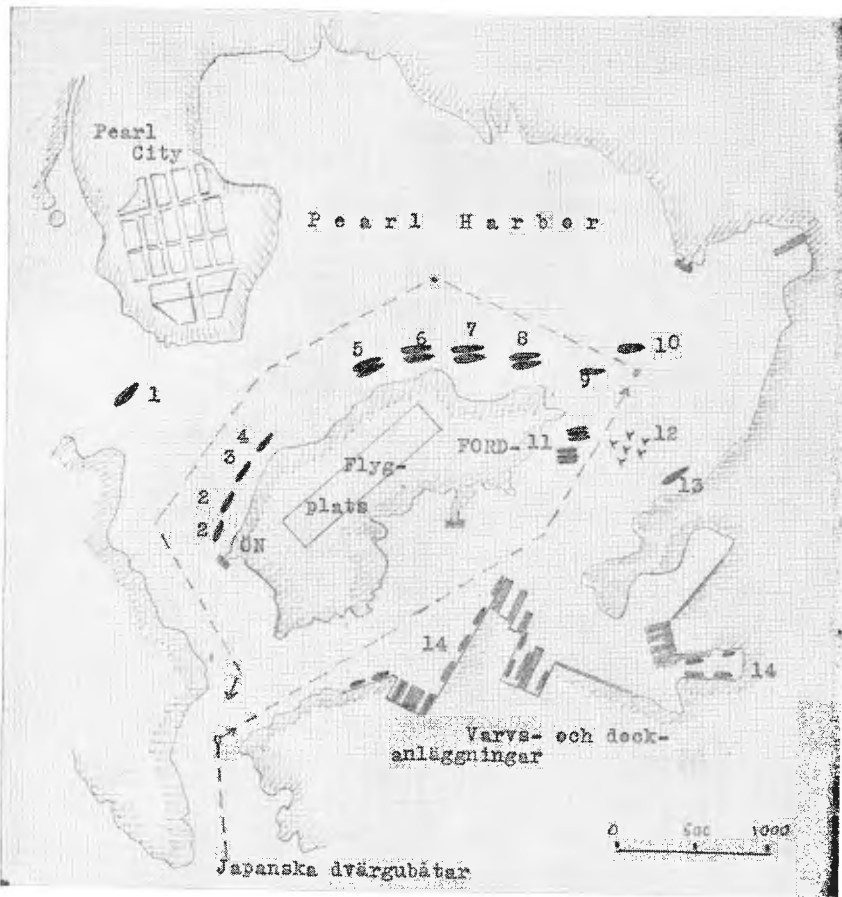 Pearl
City
Pearl Harbor
1
2
2
3
4
5
6
7
8
9
10
11
12
13
14
14
FORD-
ÖN
Flyg-
plats
Varvs- och dock-
anläggningar
0 500 1000
Japanska dvärgubåtar